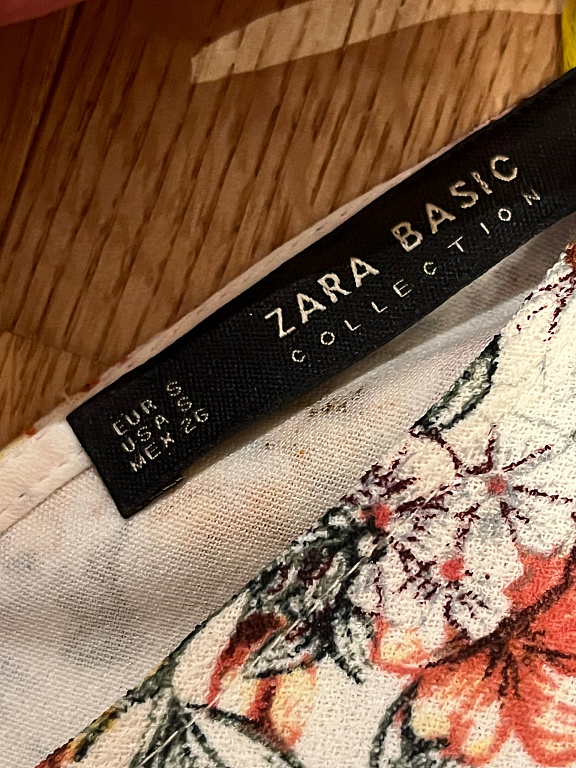 ZARA BASIC
COLLECTION
EUR S
USA S
MEX 26